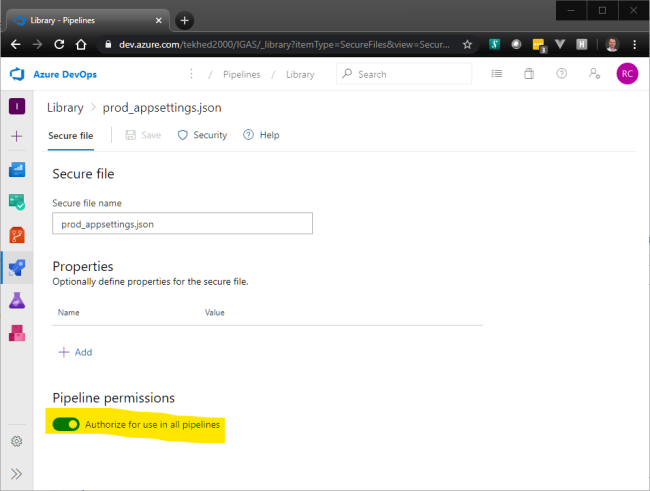 Library - Pipelines
dev.azure.com/tekhed2000/IGAS/_library?itemType=SecureFiles&view=Secur...
3
H
Azure DevOps
/ Pipelines / Library
Search
RC
I
Library > prod_appsettings.json
Secure file
Save
Security
Help
Secure file
Secure file name
prod_appsettings.json
Properties
Optionally define properties for the secure file.
Name Value
+ Add
Pipeline permissions
Authorize for use in all pipelines